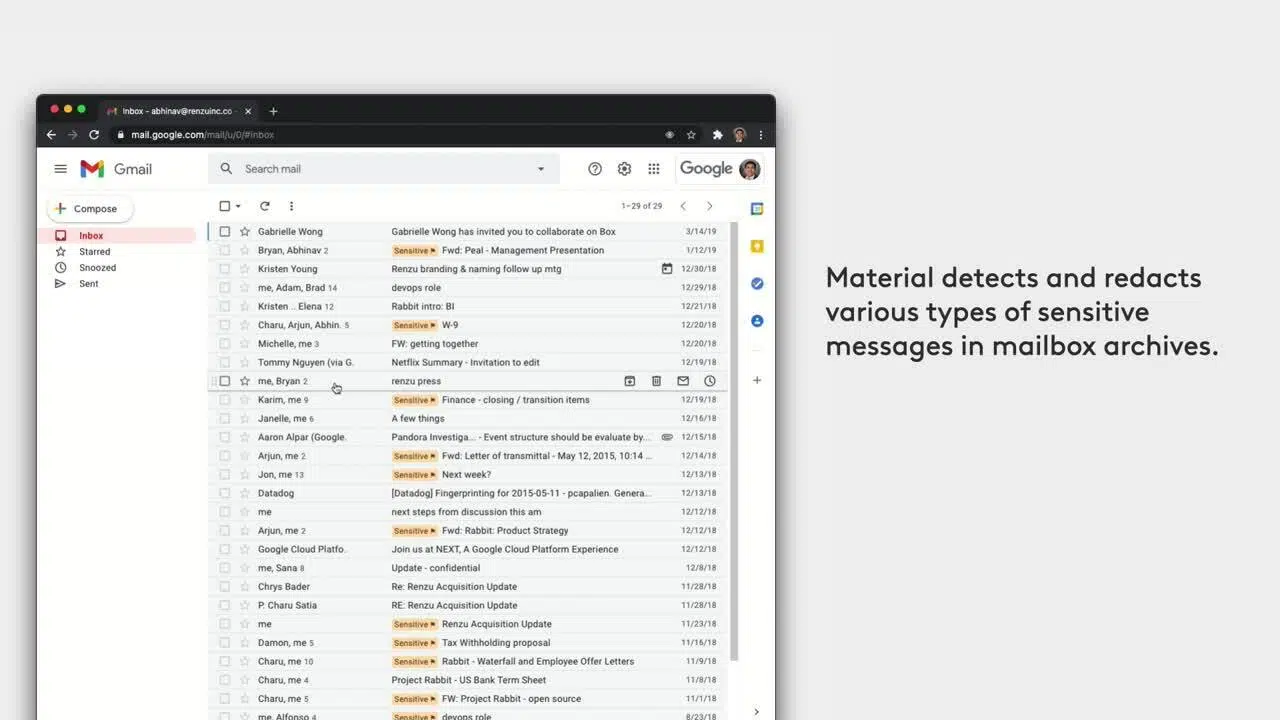 Inbox - abhinav@renzuinc.co -
mail.google.com/mail/u/0/#inbox
Gmail
Search mail
Google
Compose
1–29 of 29
Inbox
Starred
Snoozed
Sent
Gabrielle Wong Gabrielle Wong has invited you to collaborate on Box 3/14/19
Bryan, Abhinav 2 Sensitive Fwd: Peal - Management Presentation 1/12/19
Kristen Young Renzu branding & naming follow up mtg 12/30/18
me, Adam, Brad 14 devops role 12/29/18
Kristen .. Elena 12 Rabbit intro: BI 12/21/18
Charu, Arjun, Abhin. 5 Sensitive W-9 12/20/18
Michelle, me 3 FW: getting together 12/20/18
Tommy Nguyen (via G. Netflix Summary - Invitation to edit 12/19/18
me, Bryan 2 renzu press
Karim, me 9 Sensitive Finance - closing / transition items 12/19/18
Janelle, me 6 A few things 12/16/18
Aaron Alpar (Google. Pandora Investiga... - Event structure should be evaluate by... 12/15/18
Arjun, me 2 Sensitive Fwd: Letter of transmittal - May 12, 2015, 10:14 ... 12/14/18
Jon, me 13 Sensitive Next week? 12/13/18
Datadog [Datadog] Fingerprinting for 2015-05-11 - pcapalien. Genera... 12/13/18
me next steps from discussion this am 12/12/18
Arjun, me 2 Sensitive Fwd: Rabbit: Product Strategy 12/12/18
Google Cloud Platfo. Join us at NEXT, A Google Cloud Platform Experience 12/12/18
me, Sana 8 Update - confidential 12/8/18
Chrys Bader Re: Renzu Acquisition Update 11/28/18
P. Charu Satia RE: Renzu Acquisition Update 11/28/18
me Sensitive Renzu Acquisition Update 11/23/18
Damon, me 5 Sensitive Tax Withholding proposal 11/16/18
Charu, me 10 Sensitive Rabbit - Waterfall and Employee Offer Letters 11/9/18
Charu, me 4 Project Rabbit - US Bank Term Sheet 11/8/18
Charu, me 5 Sensitive FW: Project Rabbit - open source 11/1/18
me, Alfonso 4 Sensitive devops role 8/23/18
Material detects and redacts
various types of sensitive
messages in mailbox archives.